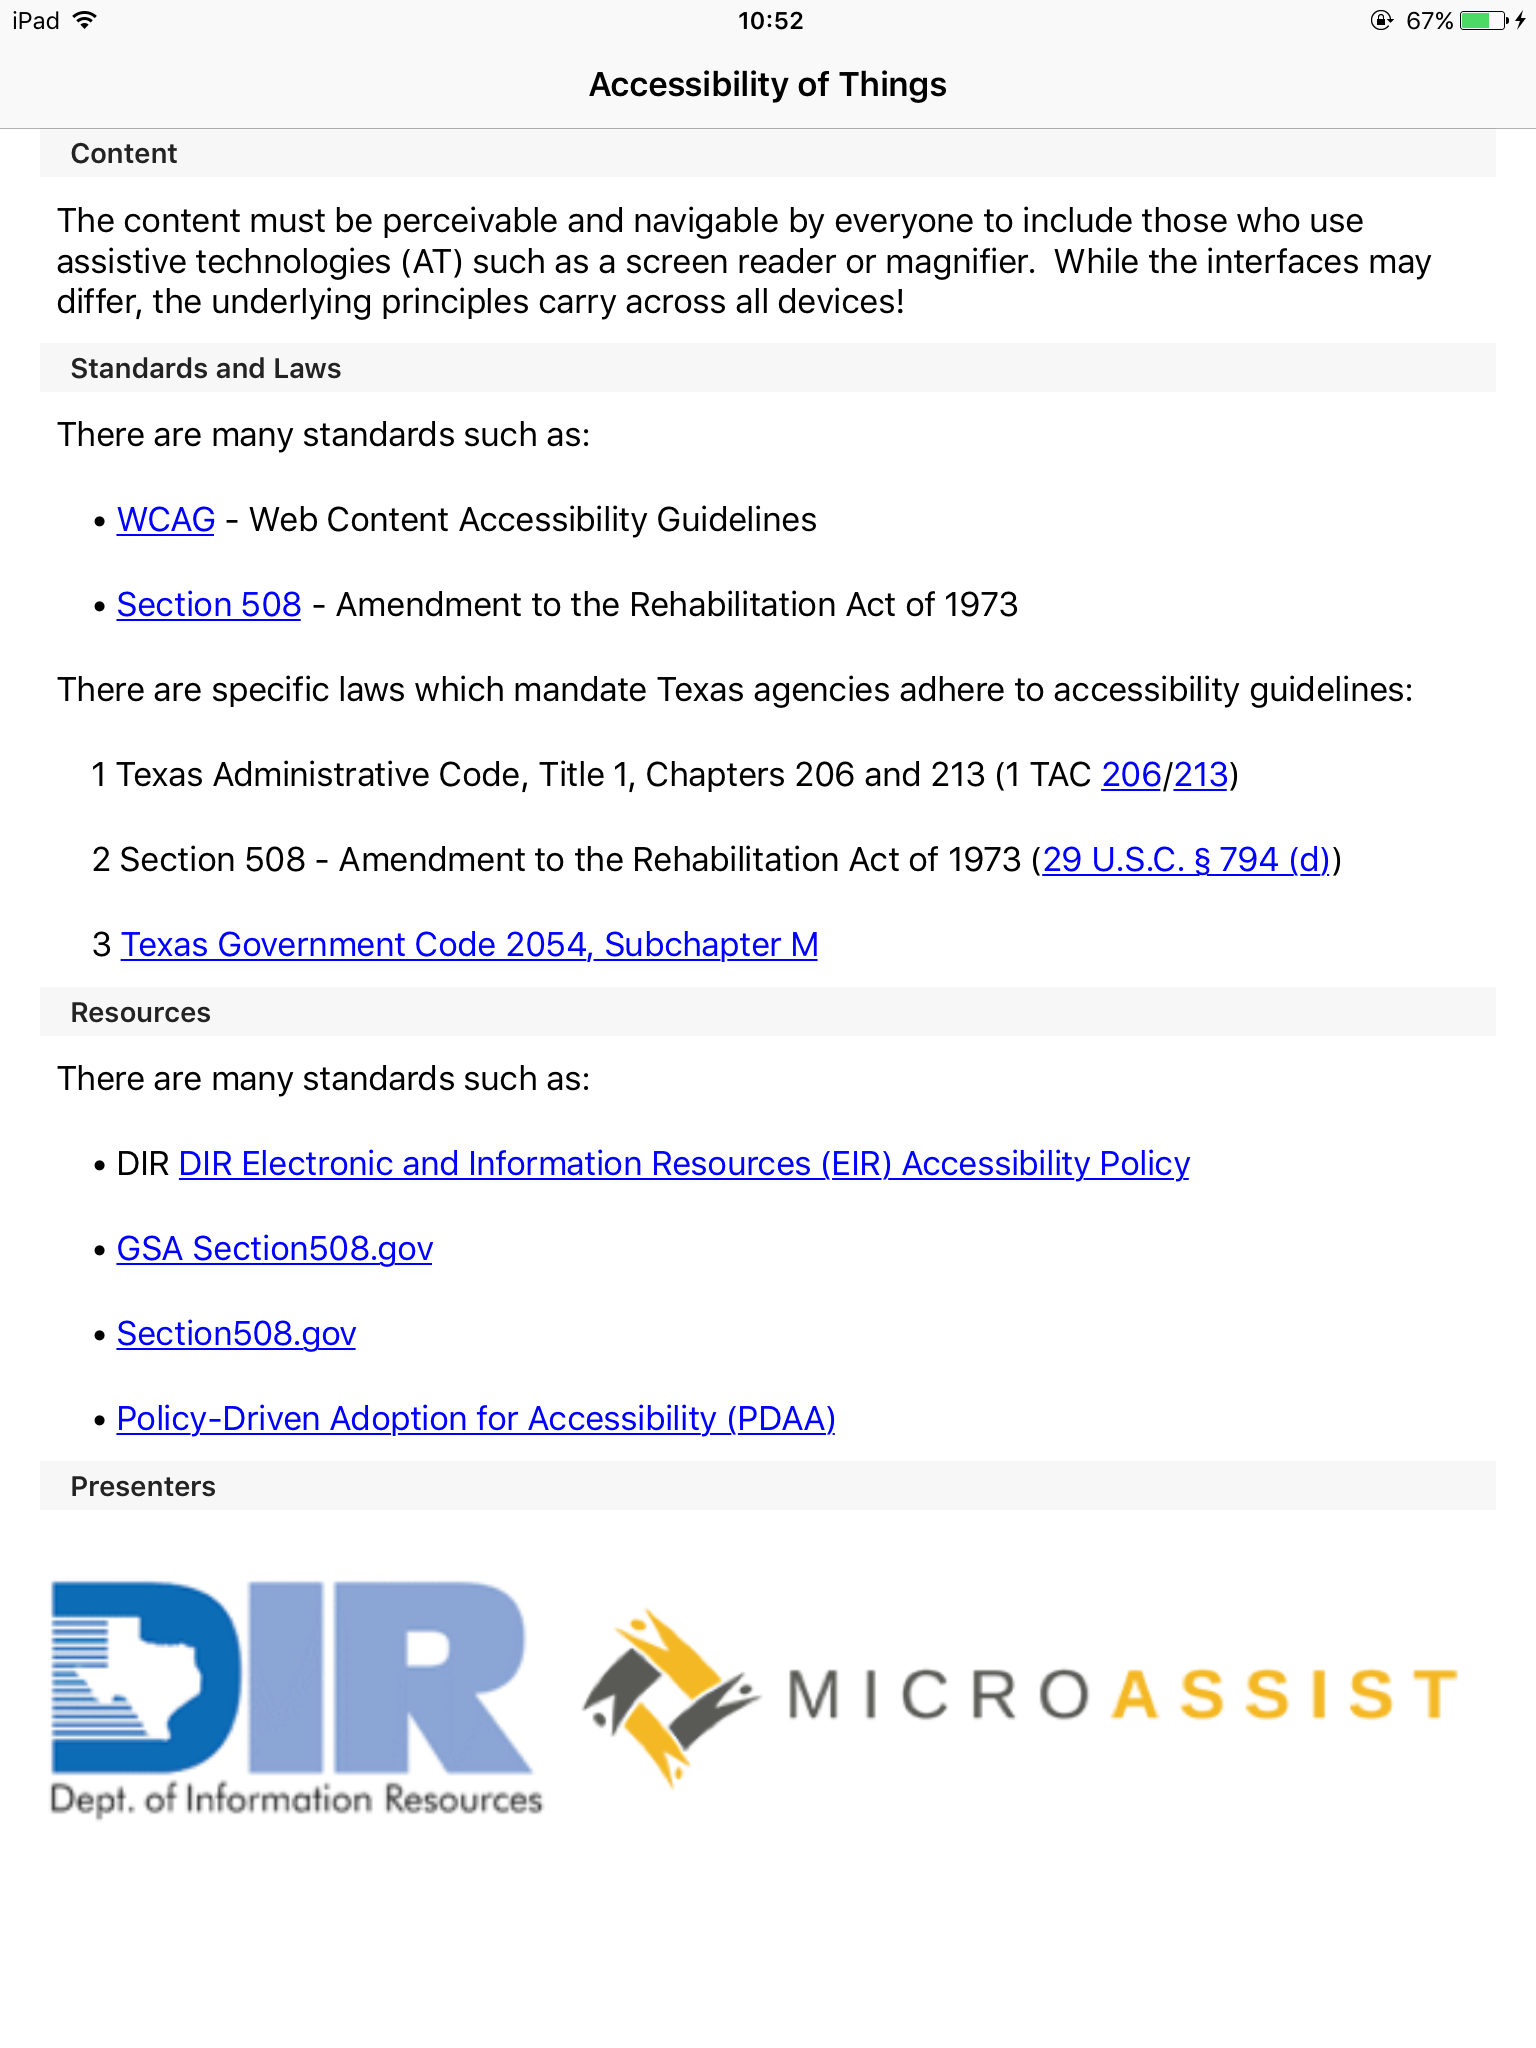 iPad 10:52 67%
Accessibility of Things
Content
The content must be perceivable and navigable by everyone to include those who use
assistive technologies (AT) such as a screen reader or magnifier.  While the interfaces may
differ, the underlying principles carry across all devices!
Standards and Laws
There are many standards such as:
• WCAG - Web Content Accessibility Guidelines
• Section 508 - Amendment to the Rehabilitation Act of 1973
There are specific laws which mandate Texas agencies adhere to accessibility guidelines:
1 Texas Administrative Code, Title 1, Chapters 206 and 213 (1 TAC 206/213)
2 Section 508 - Amendment to the Rehabilitation Act of 1973 (29 U.S.C. § 794 (d))
3 Texas Government Code 2054, Subchapter M
Resources
There are many standards such as:
• DIR DIR Electronic and Information Resources (EIR) Accessibility Policy
• GSA Section508.gov
• Section508.gov
• Policy-Driven Adoption for Accessibility (PDAA)
Presenters
DIR
Dept. of Information Resources
MICROASSIST